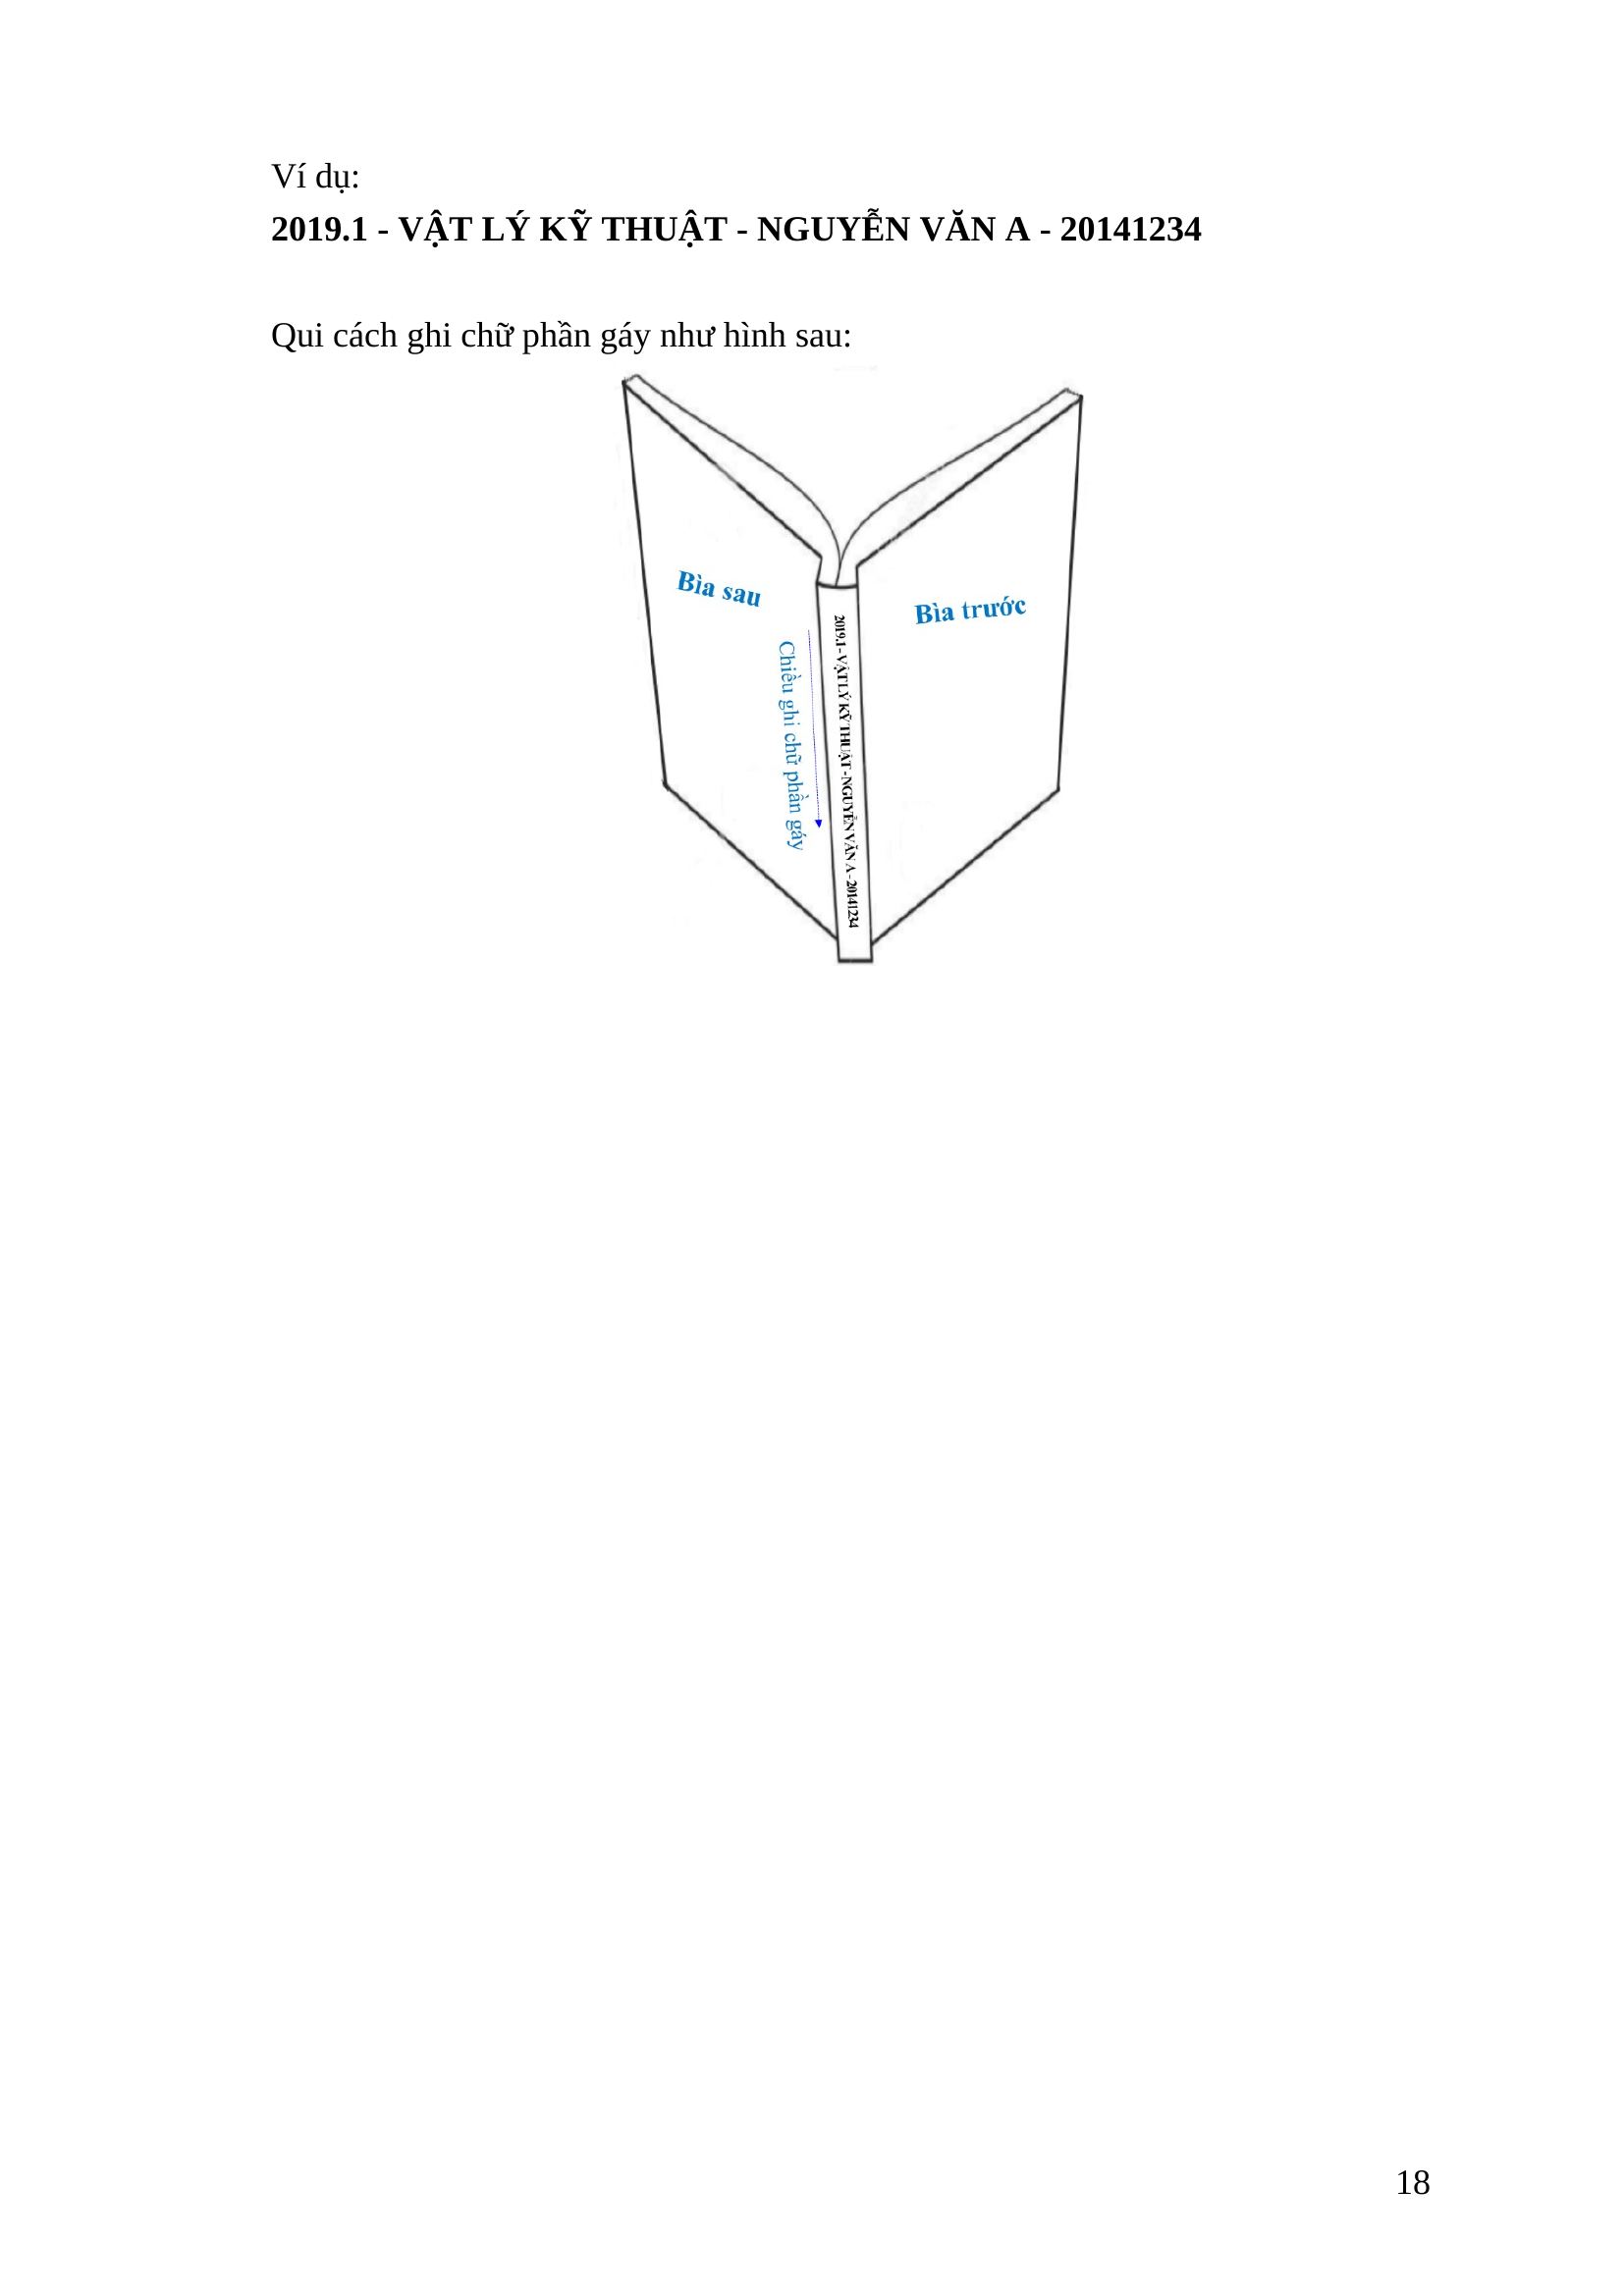 Ví dụ:
2019.1 - VẬT LÝ KỸ THUẬT - NGUYỄN VĂN A - 20141234
Qui cách ghi chữ phần gáy như hình sau:
Bìa sau
Chiều ghi chữ phần gáy
2019.1 - VẬT LÝ KỸ THUẬT - NGUYỄN VĂN A - 20141234
Bìa trước
18